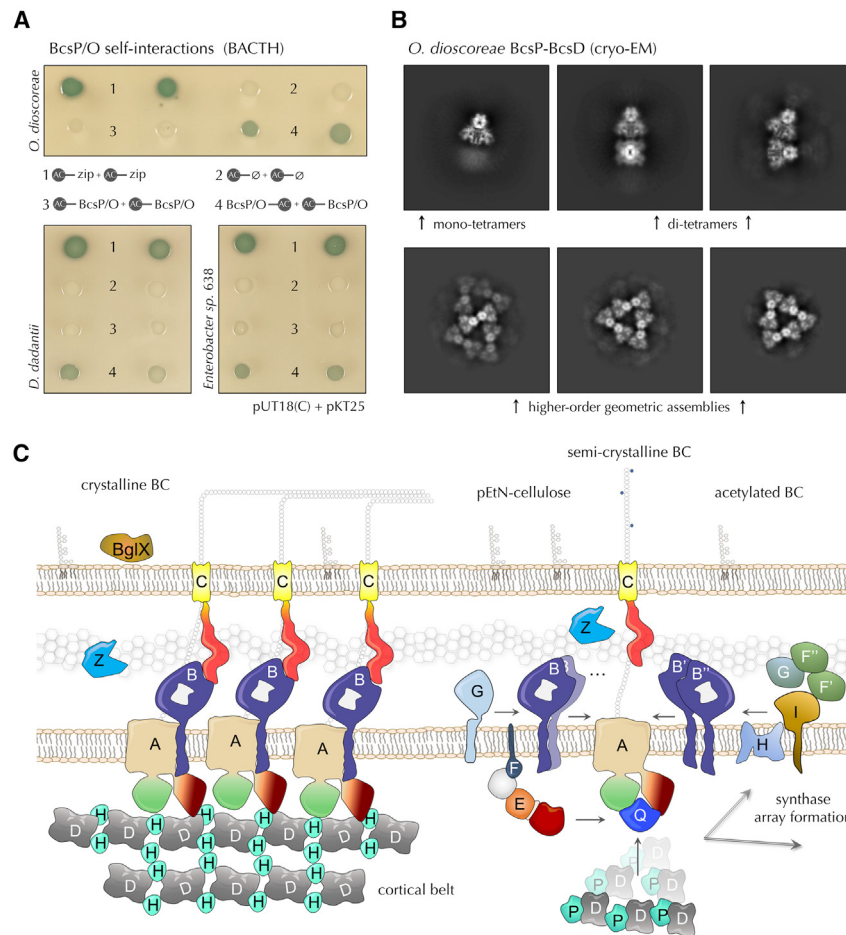 A
BcsP/O self-interactions (BACTH)
O. dioscoreae
1
2
3
4
1 AC zip + AC zip
2 AC ∅ + AC ∅
3 AC BcsP/O + AC BcsP/O
4 BcsP/O AC + AC BcsP/O
D. dadantii
1
2
3
4
Enterobacter sp. 638
1
2
3
4
pUT18(C) + pKT25
B
O. dioscoreae BcsP-BcsD (cryo-EM)
↑ mono-tetramers
↑ di-tetramers ↑
↑ higher-order geometric assemblies ↑
C
semi-crystalline BC
crystalline BC
pEtN-cellulose
acetylated BC
BglX
C C C C
Z Z
B B B B B B' B''
G G F'' F'
A A A A
I
H
F
E
Q
synthase
array formation
H H H H H H
D D D D D D
H H H H H
P D
P D
H H H H H
D D D D D
H H H H H
cortical belt
P D P D P D